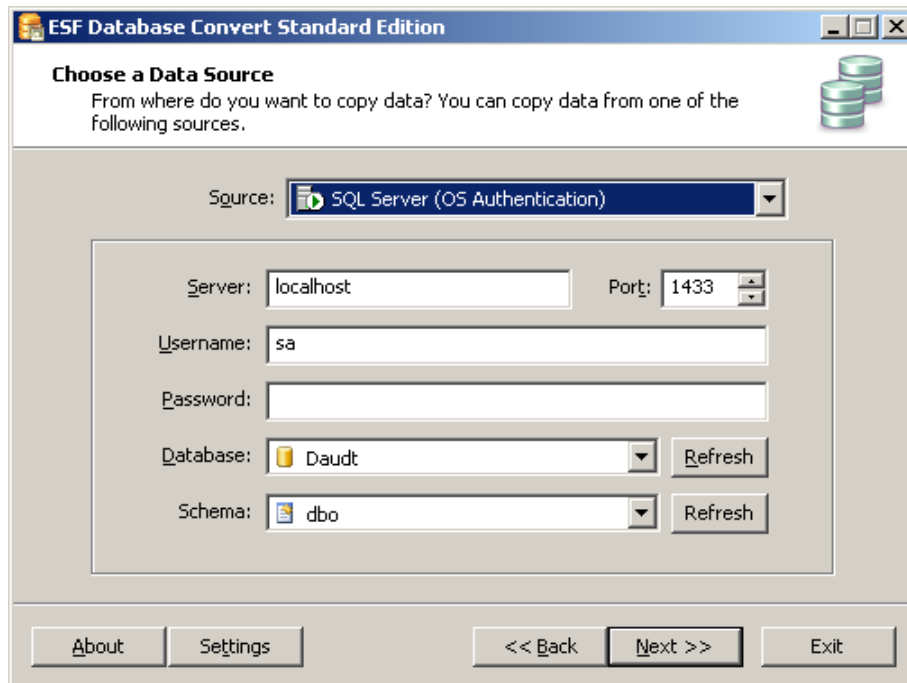 ESF Database Convert Standard Edition
Choose a Data Source
From where do you want to copy data? You can copy data from one of the
following sources.
Source: SQL Server (OS Authentication)
Server: localhost Port: 1433
Username: sa
Password:
Database: Daudt Refresh
Schema: dbo Refresh
About Settings << Back Next >> Exit